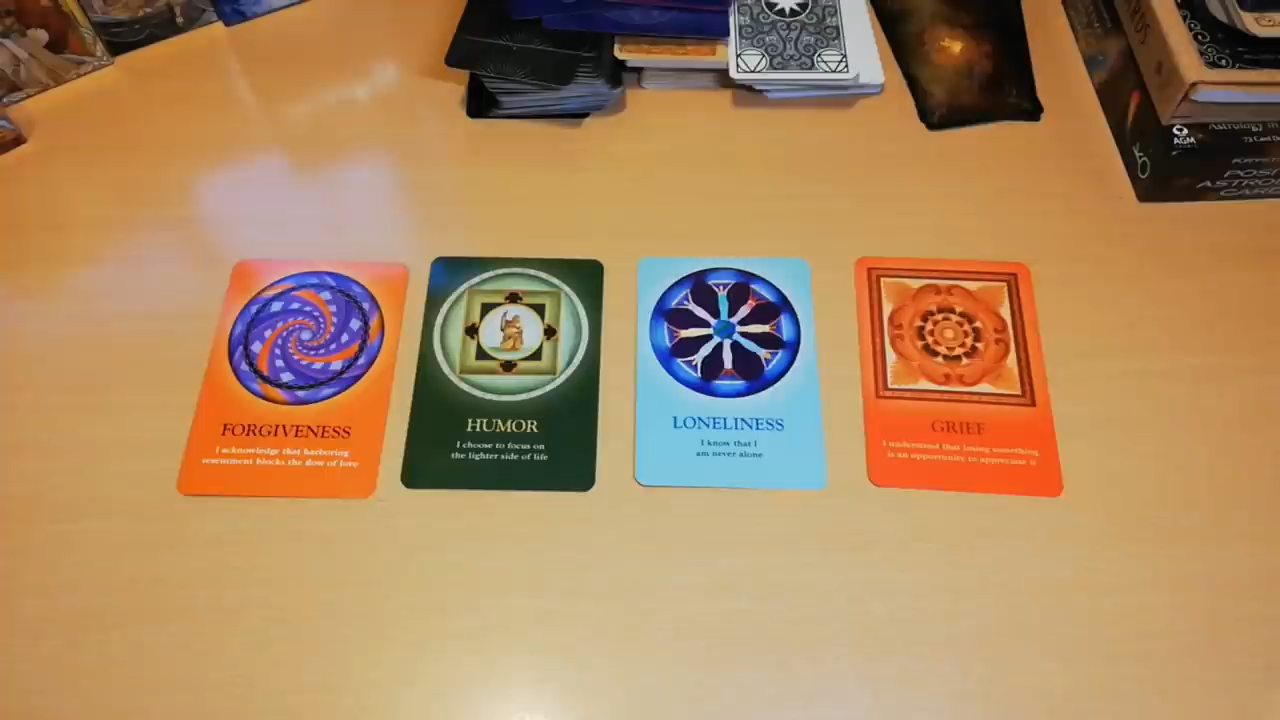 AGM
FORGIVENESS
I acknowledge that harboring
resentment blocks the flow of love
HUMOR
I choose to focus on
the lighter side of life
LONELINESS
I know that I
am never alone
GRIEF
I understand that losing something
is an opportunity to appreciate it